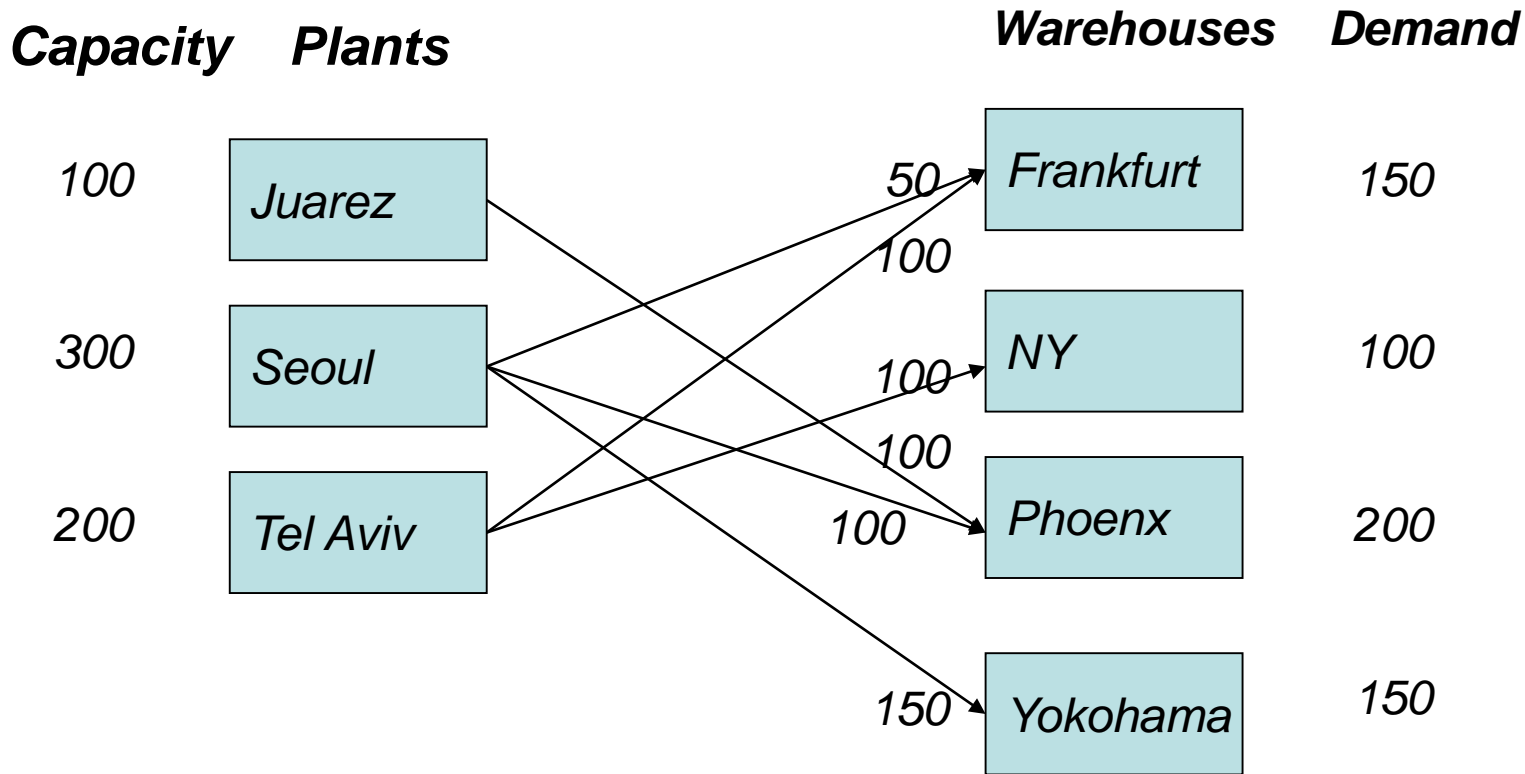 Capacity Plants Warehouses Demand
100 Juarez 50 Frankfurt 150
100
300 Seoul 100 NY 100
100
200 Tel Aviv 100 Phoenx 200
150 Yokohama 150